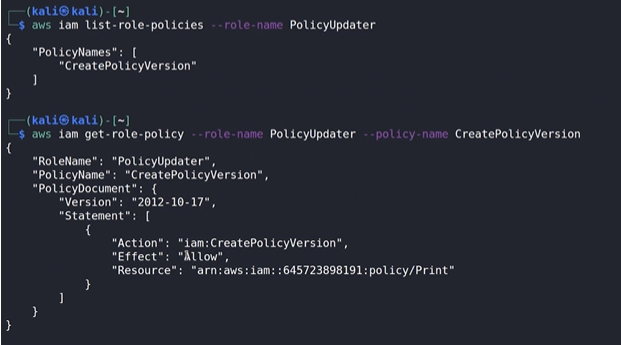 (kali㉿kali)-[~]
$ aws iam list-role-policies --role-name PolicyUpdater
{
"PolicyNames": [
"CreatePolicyVersion"
]
}
(kali㉿kali)-[~]
$ aws iam get-role-policy --role-name PolicyUpdater --policy-name CreatePolicyVersion
{
"RoleName": "PolicyUpdater",
"PolicyName": "CreatePolicyVersion",
"PolicyDocument": {
"Version": "2012-10-17",
"Statement": [
{
"Action": "iam:CreatePolicyVersion",
"Effect": "Allow",
"Resource": "arn:aws:iam::645723898191:policy/Print"
}
]
}
}